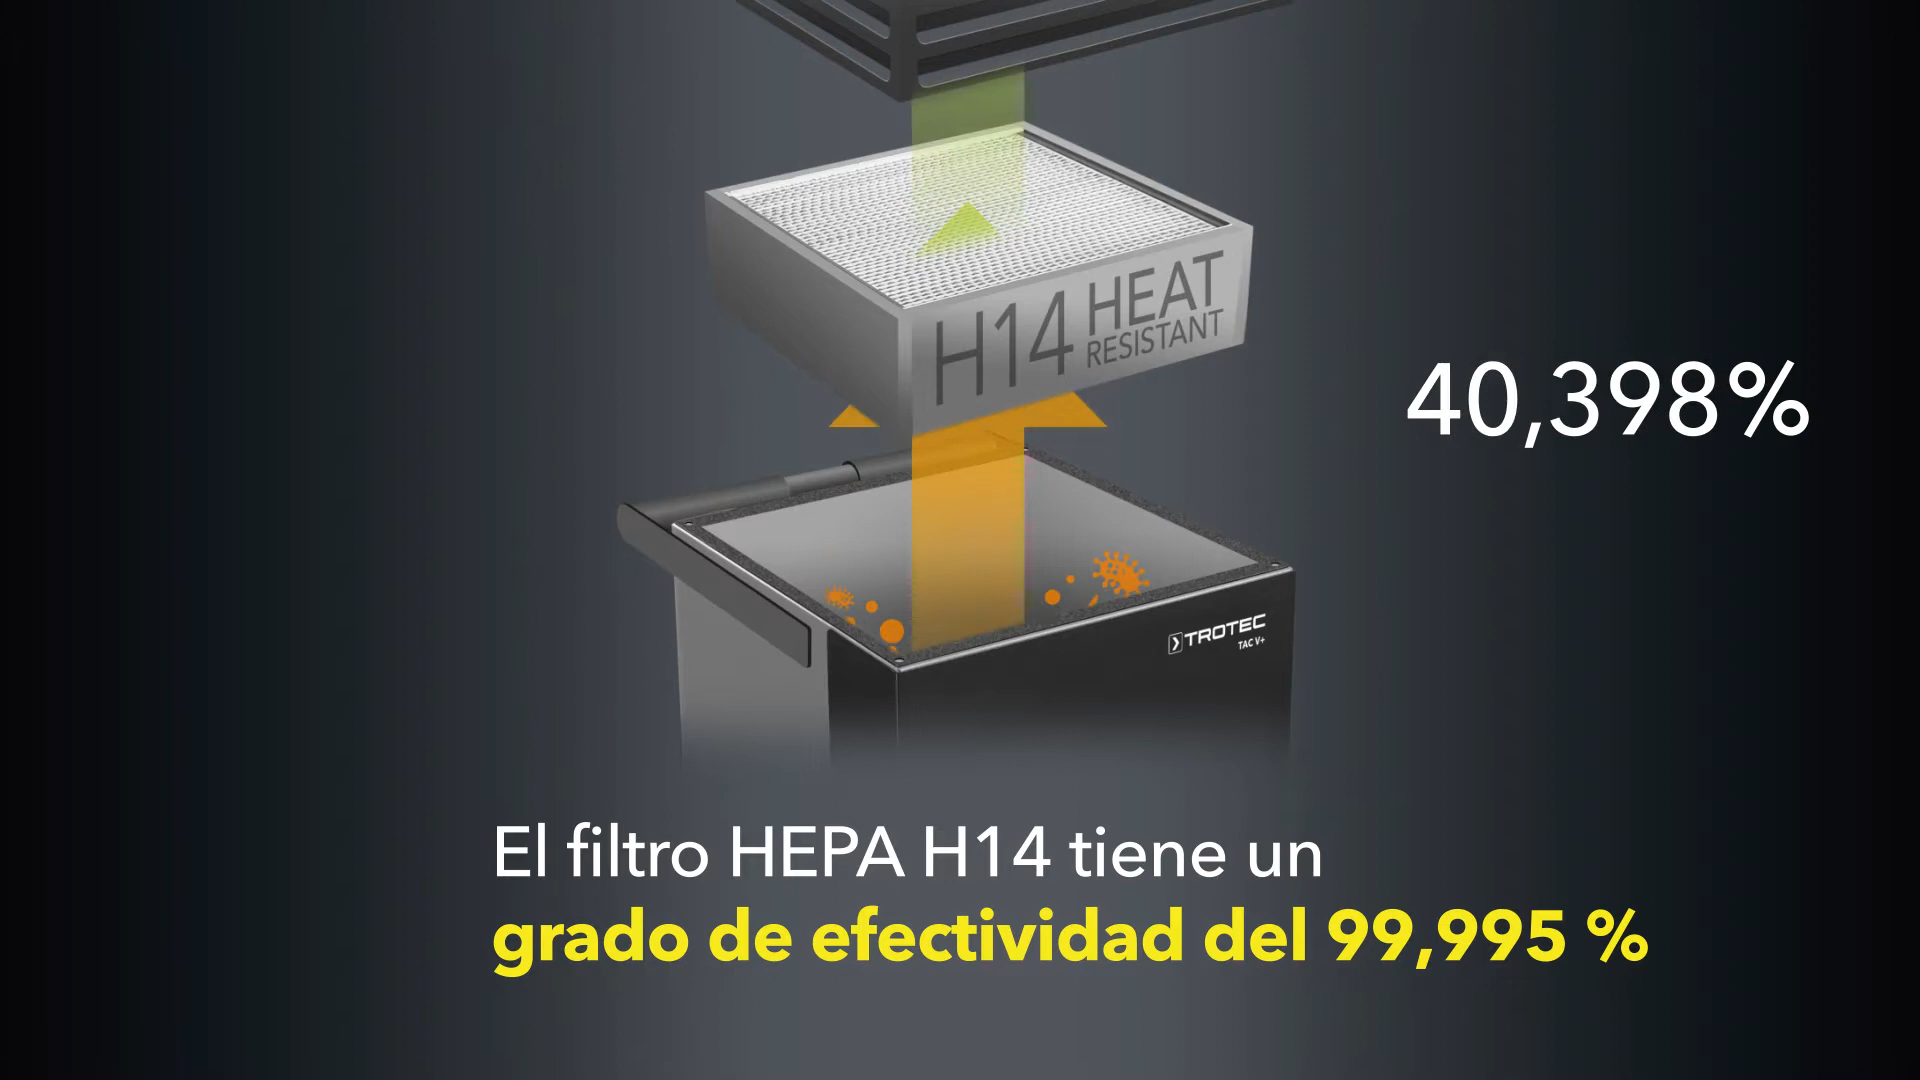 H14 HEAT
RESISTANT
40,398%
TROTEC
TAC V+
El filtro HEPA H14 tiene un
grado de efectividad del 99,995 %